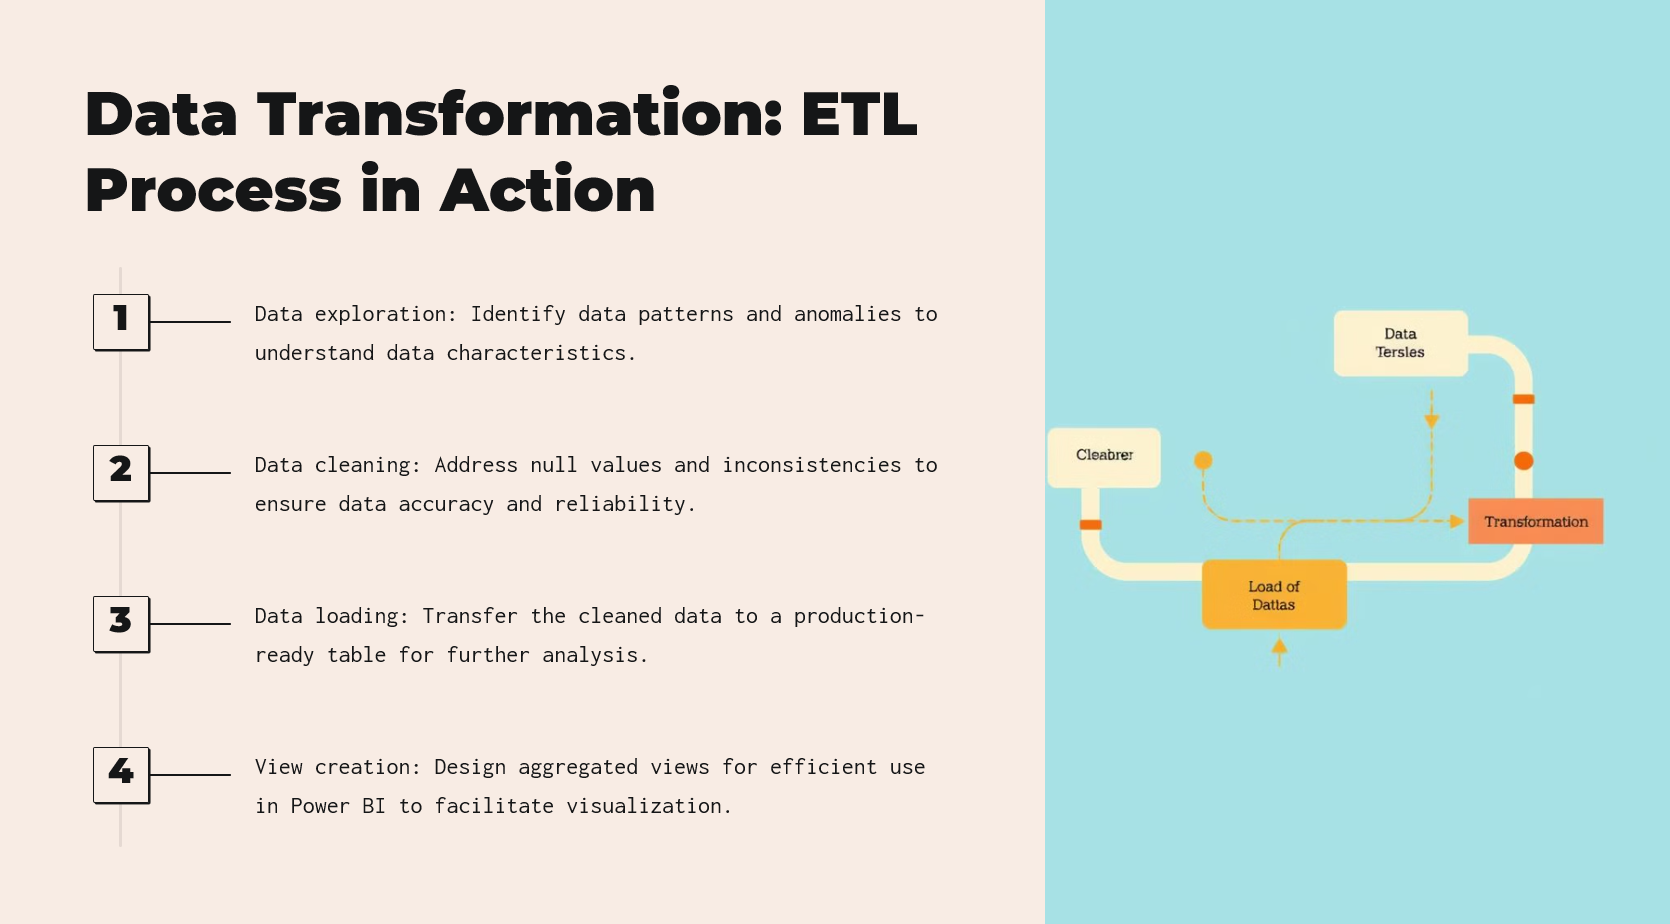 Data Transformation: ETL
Process in Action
1
Data exploration: Identify data patterns and anomalies to
understand data characteristics.
2
Data cleaning: Address null values and inconsistencies to
ensure data accuracy and reliability.
3
Data loading: Transfer the cleaned data to a production-
ready table for further analysis.
4
View creation: Design aggregated views for efficient use
in Power BI to facilitate visualization.
Data
Tersles
Transformation
Load of